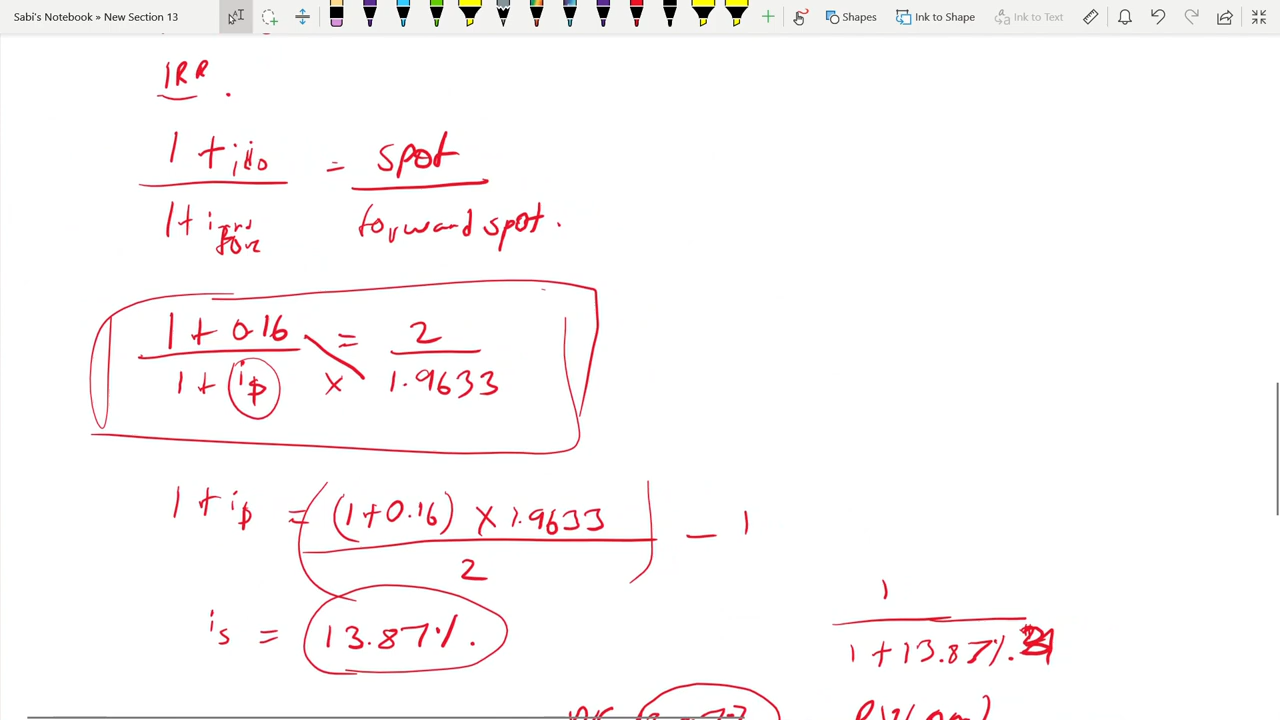 Sabi's Notebook » New Section 13
Shapes
Ink to Shape
Ink to Text
IRR.
1 + i
= spot
1 + i
forward spot.
1 + 0.16 = 2
1 + i$ × 1.9633
1 + i$ = (1+0.16) × 1.9633 - 1
2
i$ = 13.87%.
1
1 + 13.87%.